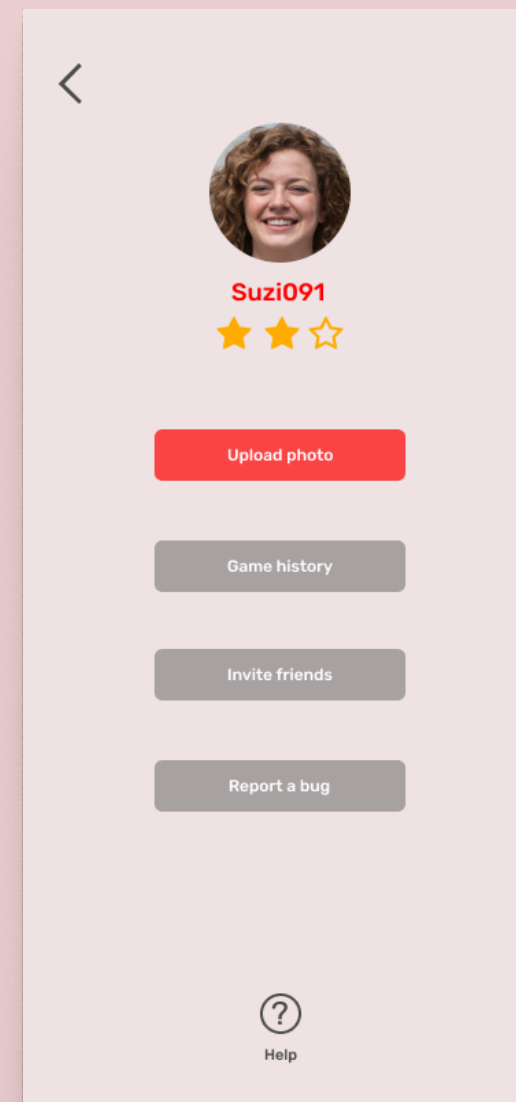 Suzi091
Upload photo
Game history
Invite friends
Report a bug
?
Help